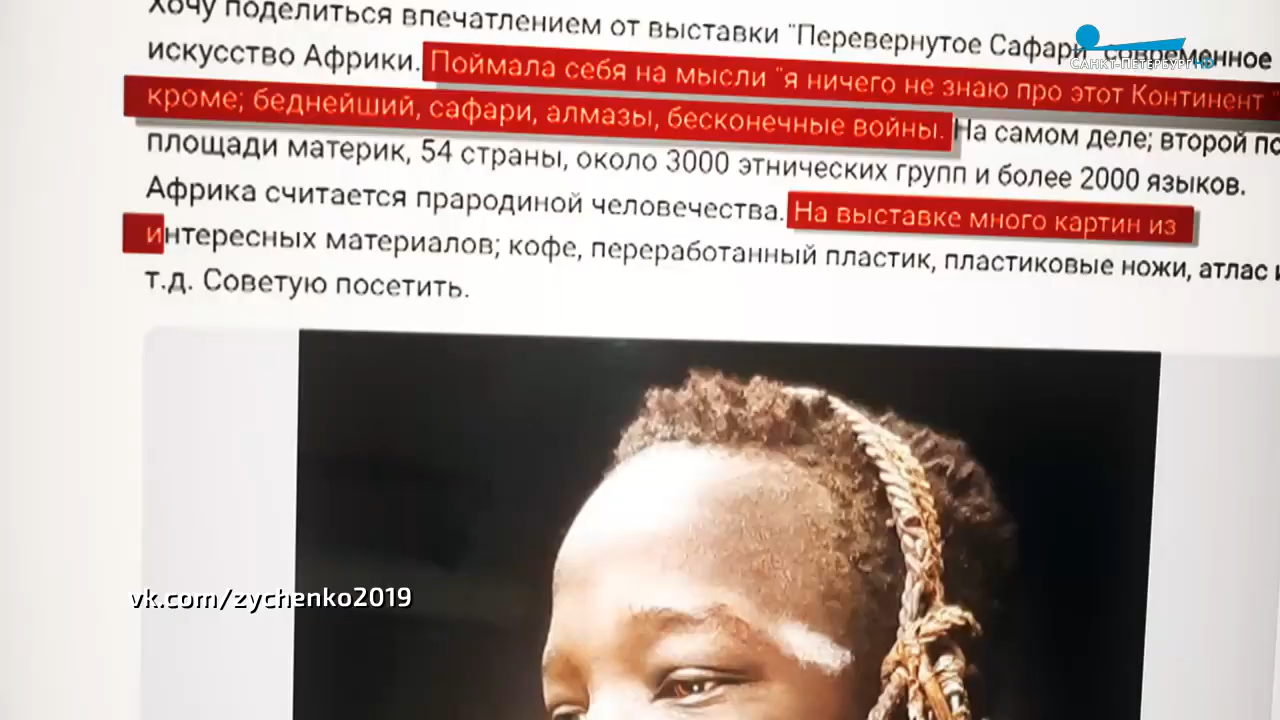 Хочу поделиться впечатлением от выставки "Перевернутое Сафари" современное
искусство Африки. Поймала себя на мысли "я ничего не знаю про этот Континент "
кроме; беднейший, сафари, алмазы, бесконечные войны. На самом деле; второй по
площади материк, 54 страны, около 3000 этнических групп и более 2000 языков.
Африка считается прародиной человечества. На выставке много картин из
интересных материалов; кофе, переработанный пластик, пластиковые ножи, атлас и
т.д. Советую посетить.
САНКТ-ПЕТЕРБУРГ HD
vk.com/zychenko2019